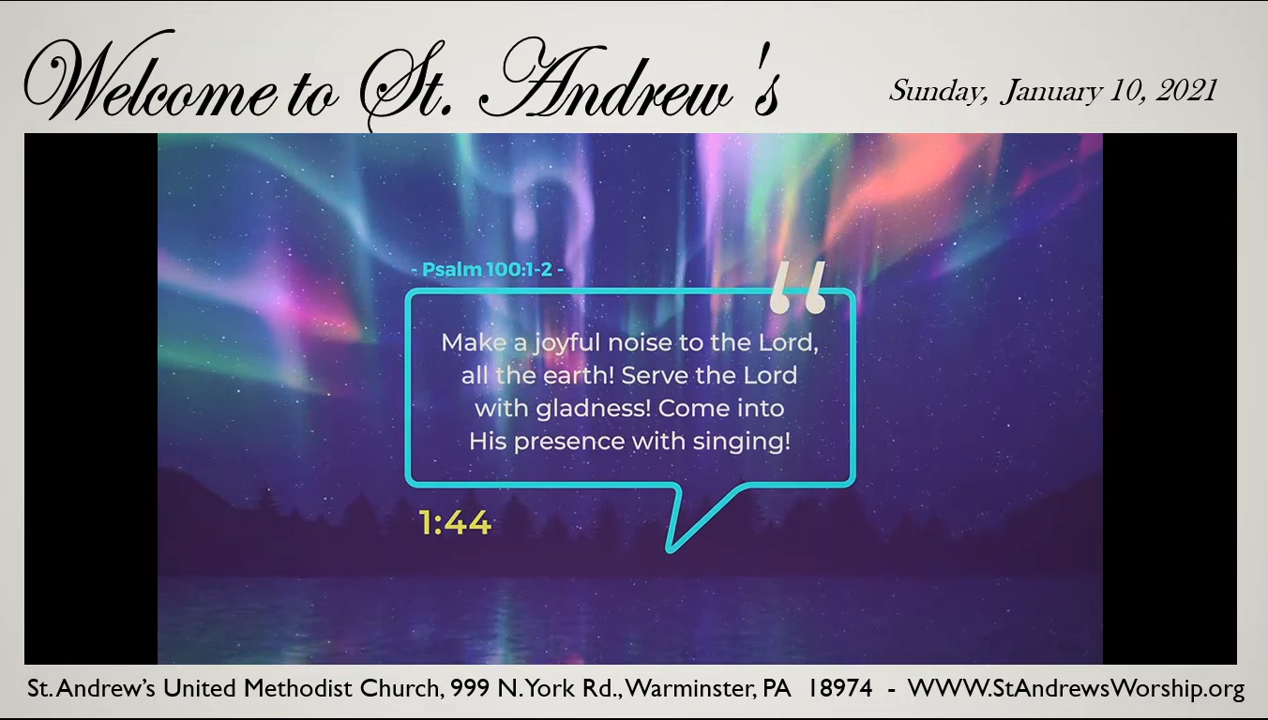 Welcome to St. Andrew's
Sunday, January 10, 2021
- Psalm 100:1-2 -
“
Make a joyful noise to the Lord,
all the earth! Serve the Lord
with gladness! Come into
His presence with singing!
1:44
St. Andrew’s United Methodist Church, 999 N. York Rd., Warminster, PA 18974 - WWW.StAndrewsWorship.org